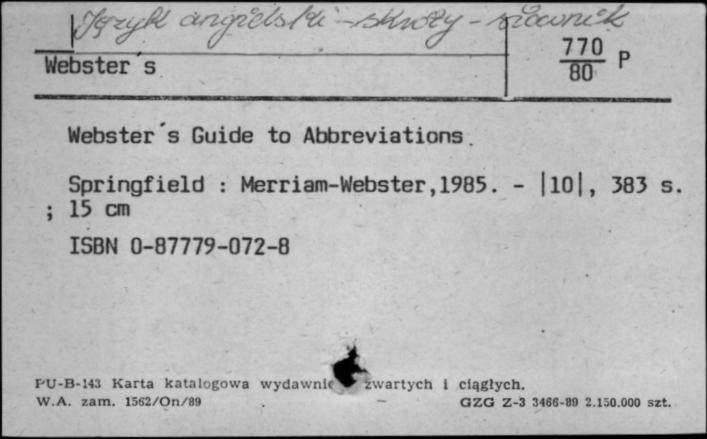 Język angielski - skróty - słownik
770
80 P
Webster´s
Webster´s Guide to Abbreviations.
Springfield : Merriam-Webster,1985. - |10|, 383 s.
; 15 cm
ISBN 0-87779-072-8
PU-B-143 Karta katalogowa wydawnic zwartych i ciągłych.
W.A. zam. 1562/On/89 GZG Z-3 3466-89 2.150.000 szt.